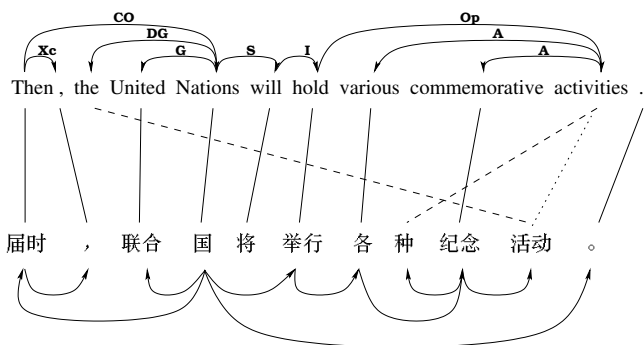 CO Op
DG A
Xc G S I A
Then , the United Nations will hold various commemorative activities .
届时 ， 联合 国 将 举行 各 种 纪念 活动 。